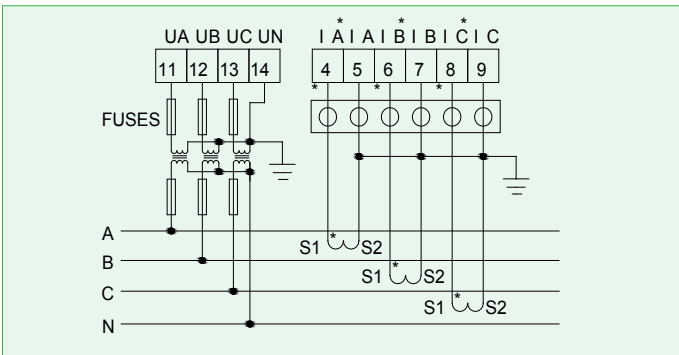 UA UB UC UN
I A* I A I B* I B I C* I C
11 12 13 14
4 5 6 7 8 9
* * *
FUSES
A
S1 * S2
B
S1 * S2
C
S1 * S2
N